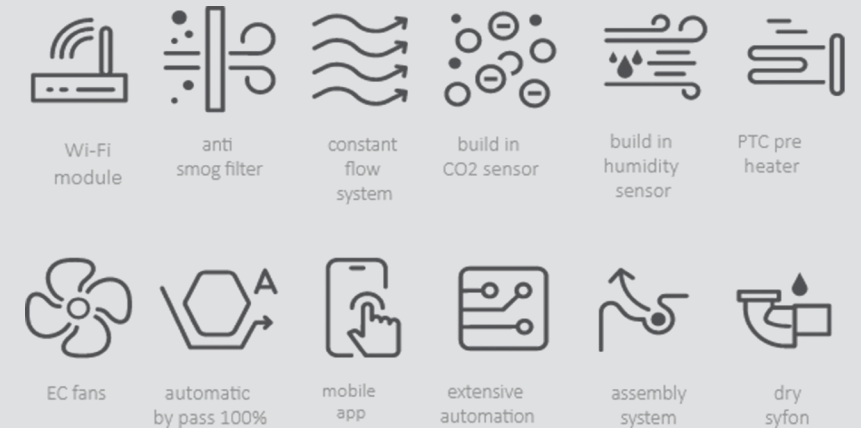 Wi-Fi
module
anti
smog filter
constant
flow
system
build in
CO2 sensor
build in
humidity
sensor
PTC pre
heater
EC fans
A
automatic
by pass 100%
mobile
app
extensive
automation
assembly
system
dry
syfon